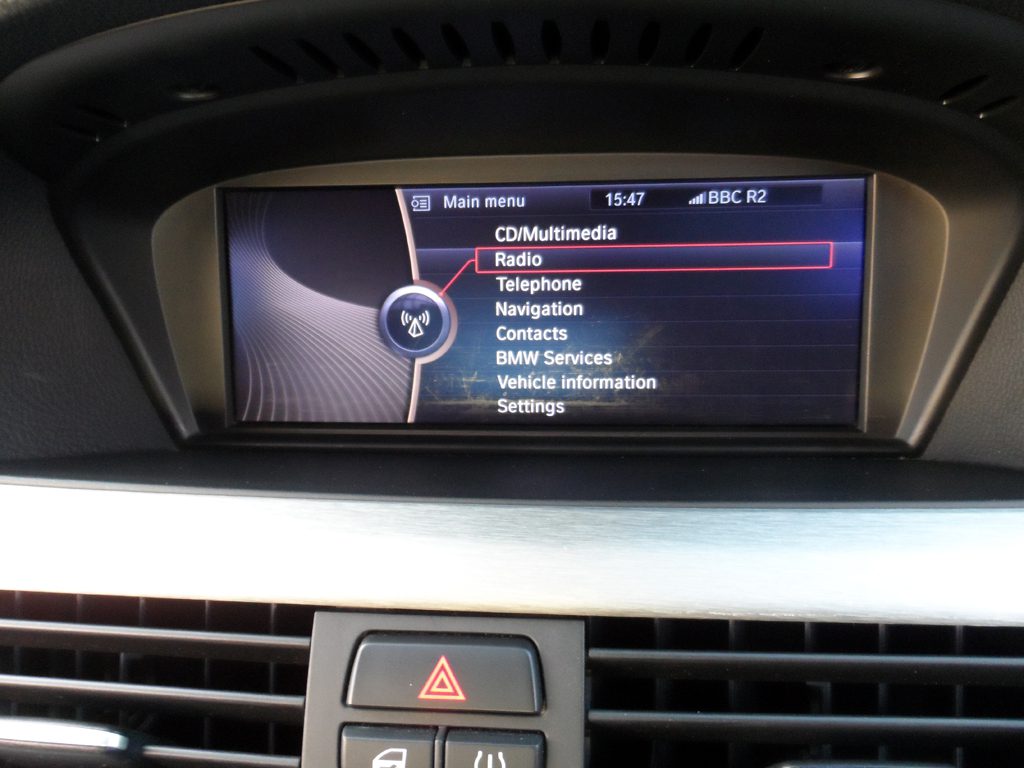 Main menu 15:47 BBC R2
CD/Multimedia
Radio
Telephone
Navigation
Contacts
BMW Services
Vehicle information
Settings